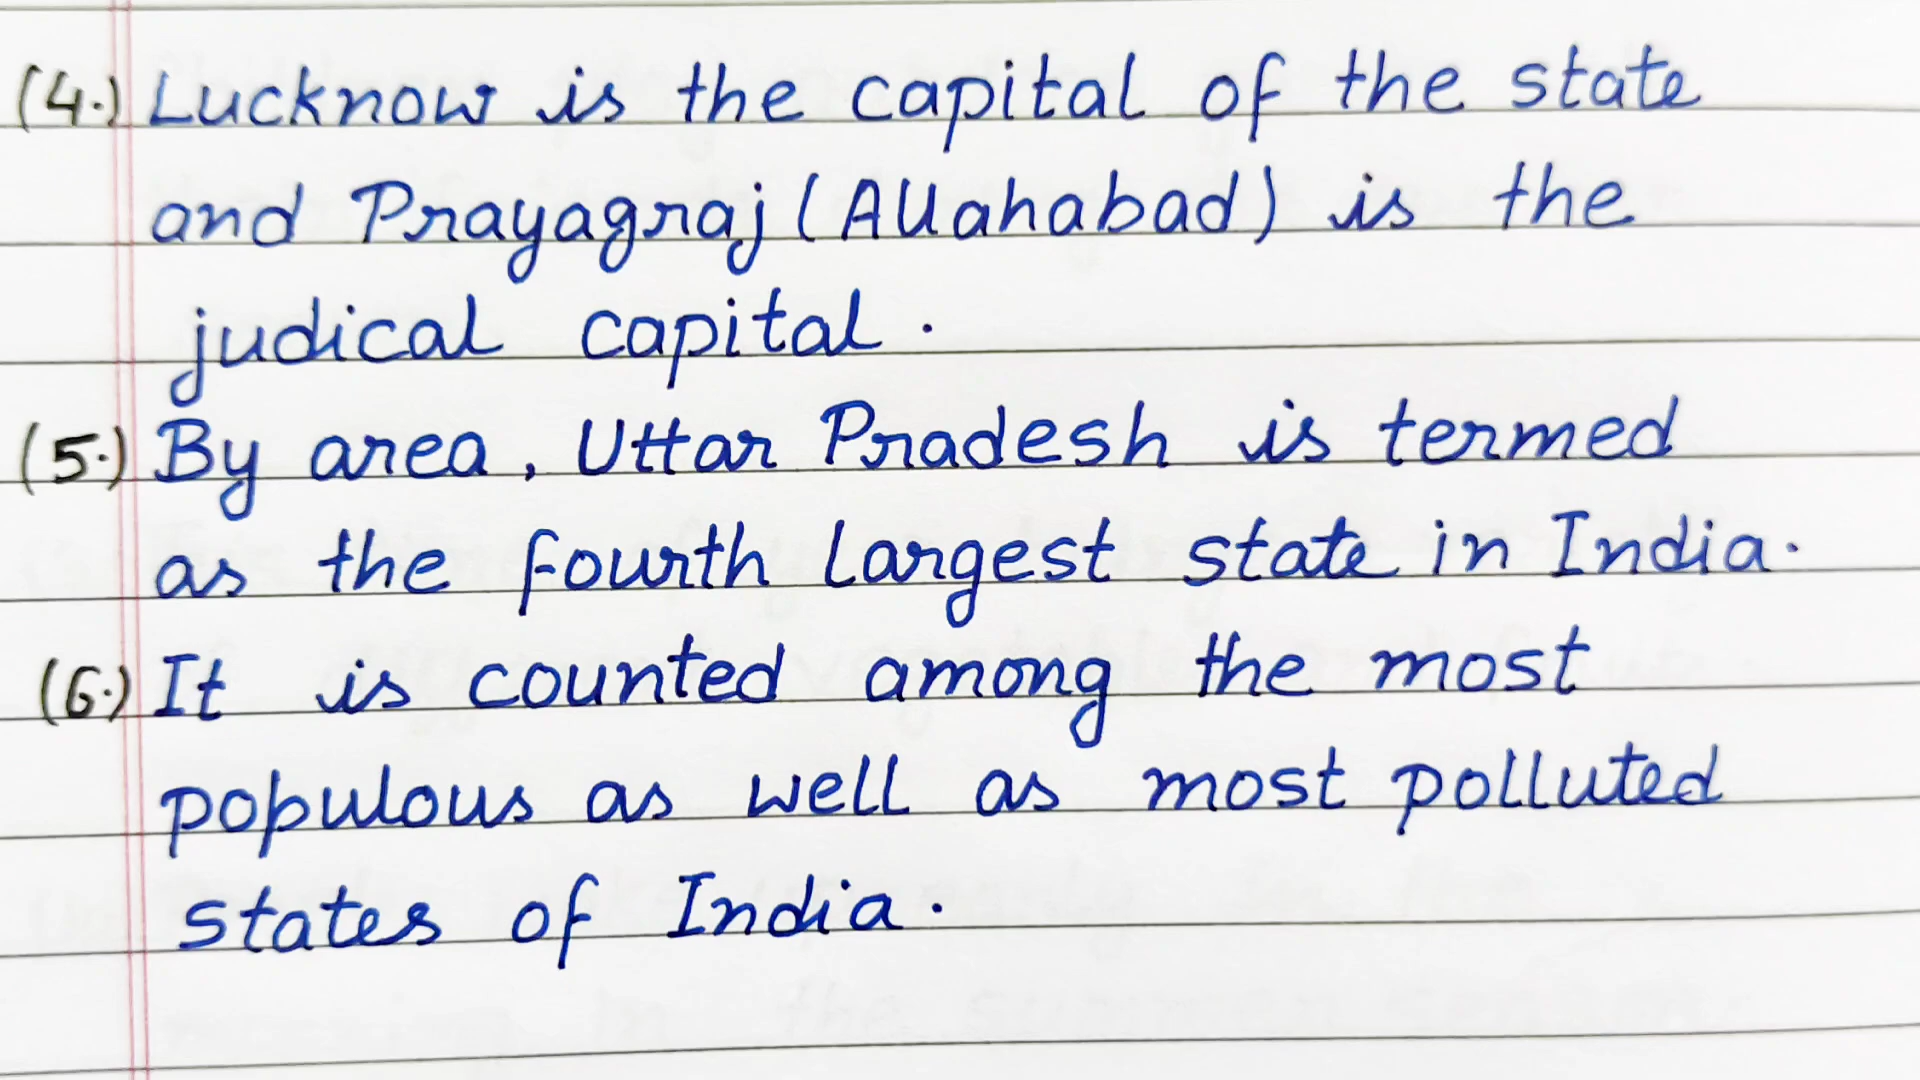 (4.) Lucknow is the capital of the state
and Prayagraj (Allahabad) is the
judical capital.
(5.) By area, Uttar Pradesh is termed
as the fourth largest state in India.
(6.) It is counted among the most
populous as well as most polluted
states of India.